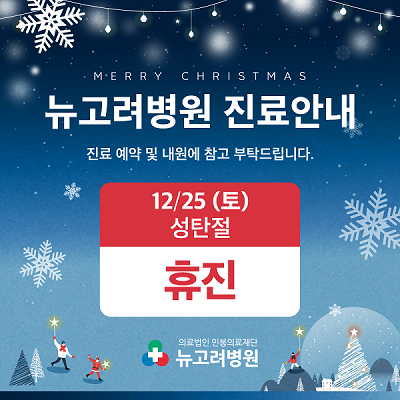 MERRY CHRISTMAS
뉴고려병원 진료안내
진료 예약 및 내원에 참고 부탁드립니다.
12/25 (토)
성탄절
휴진
의료법인 인봉의료재단
뉴고려병원